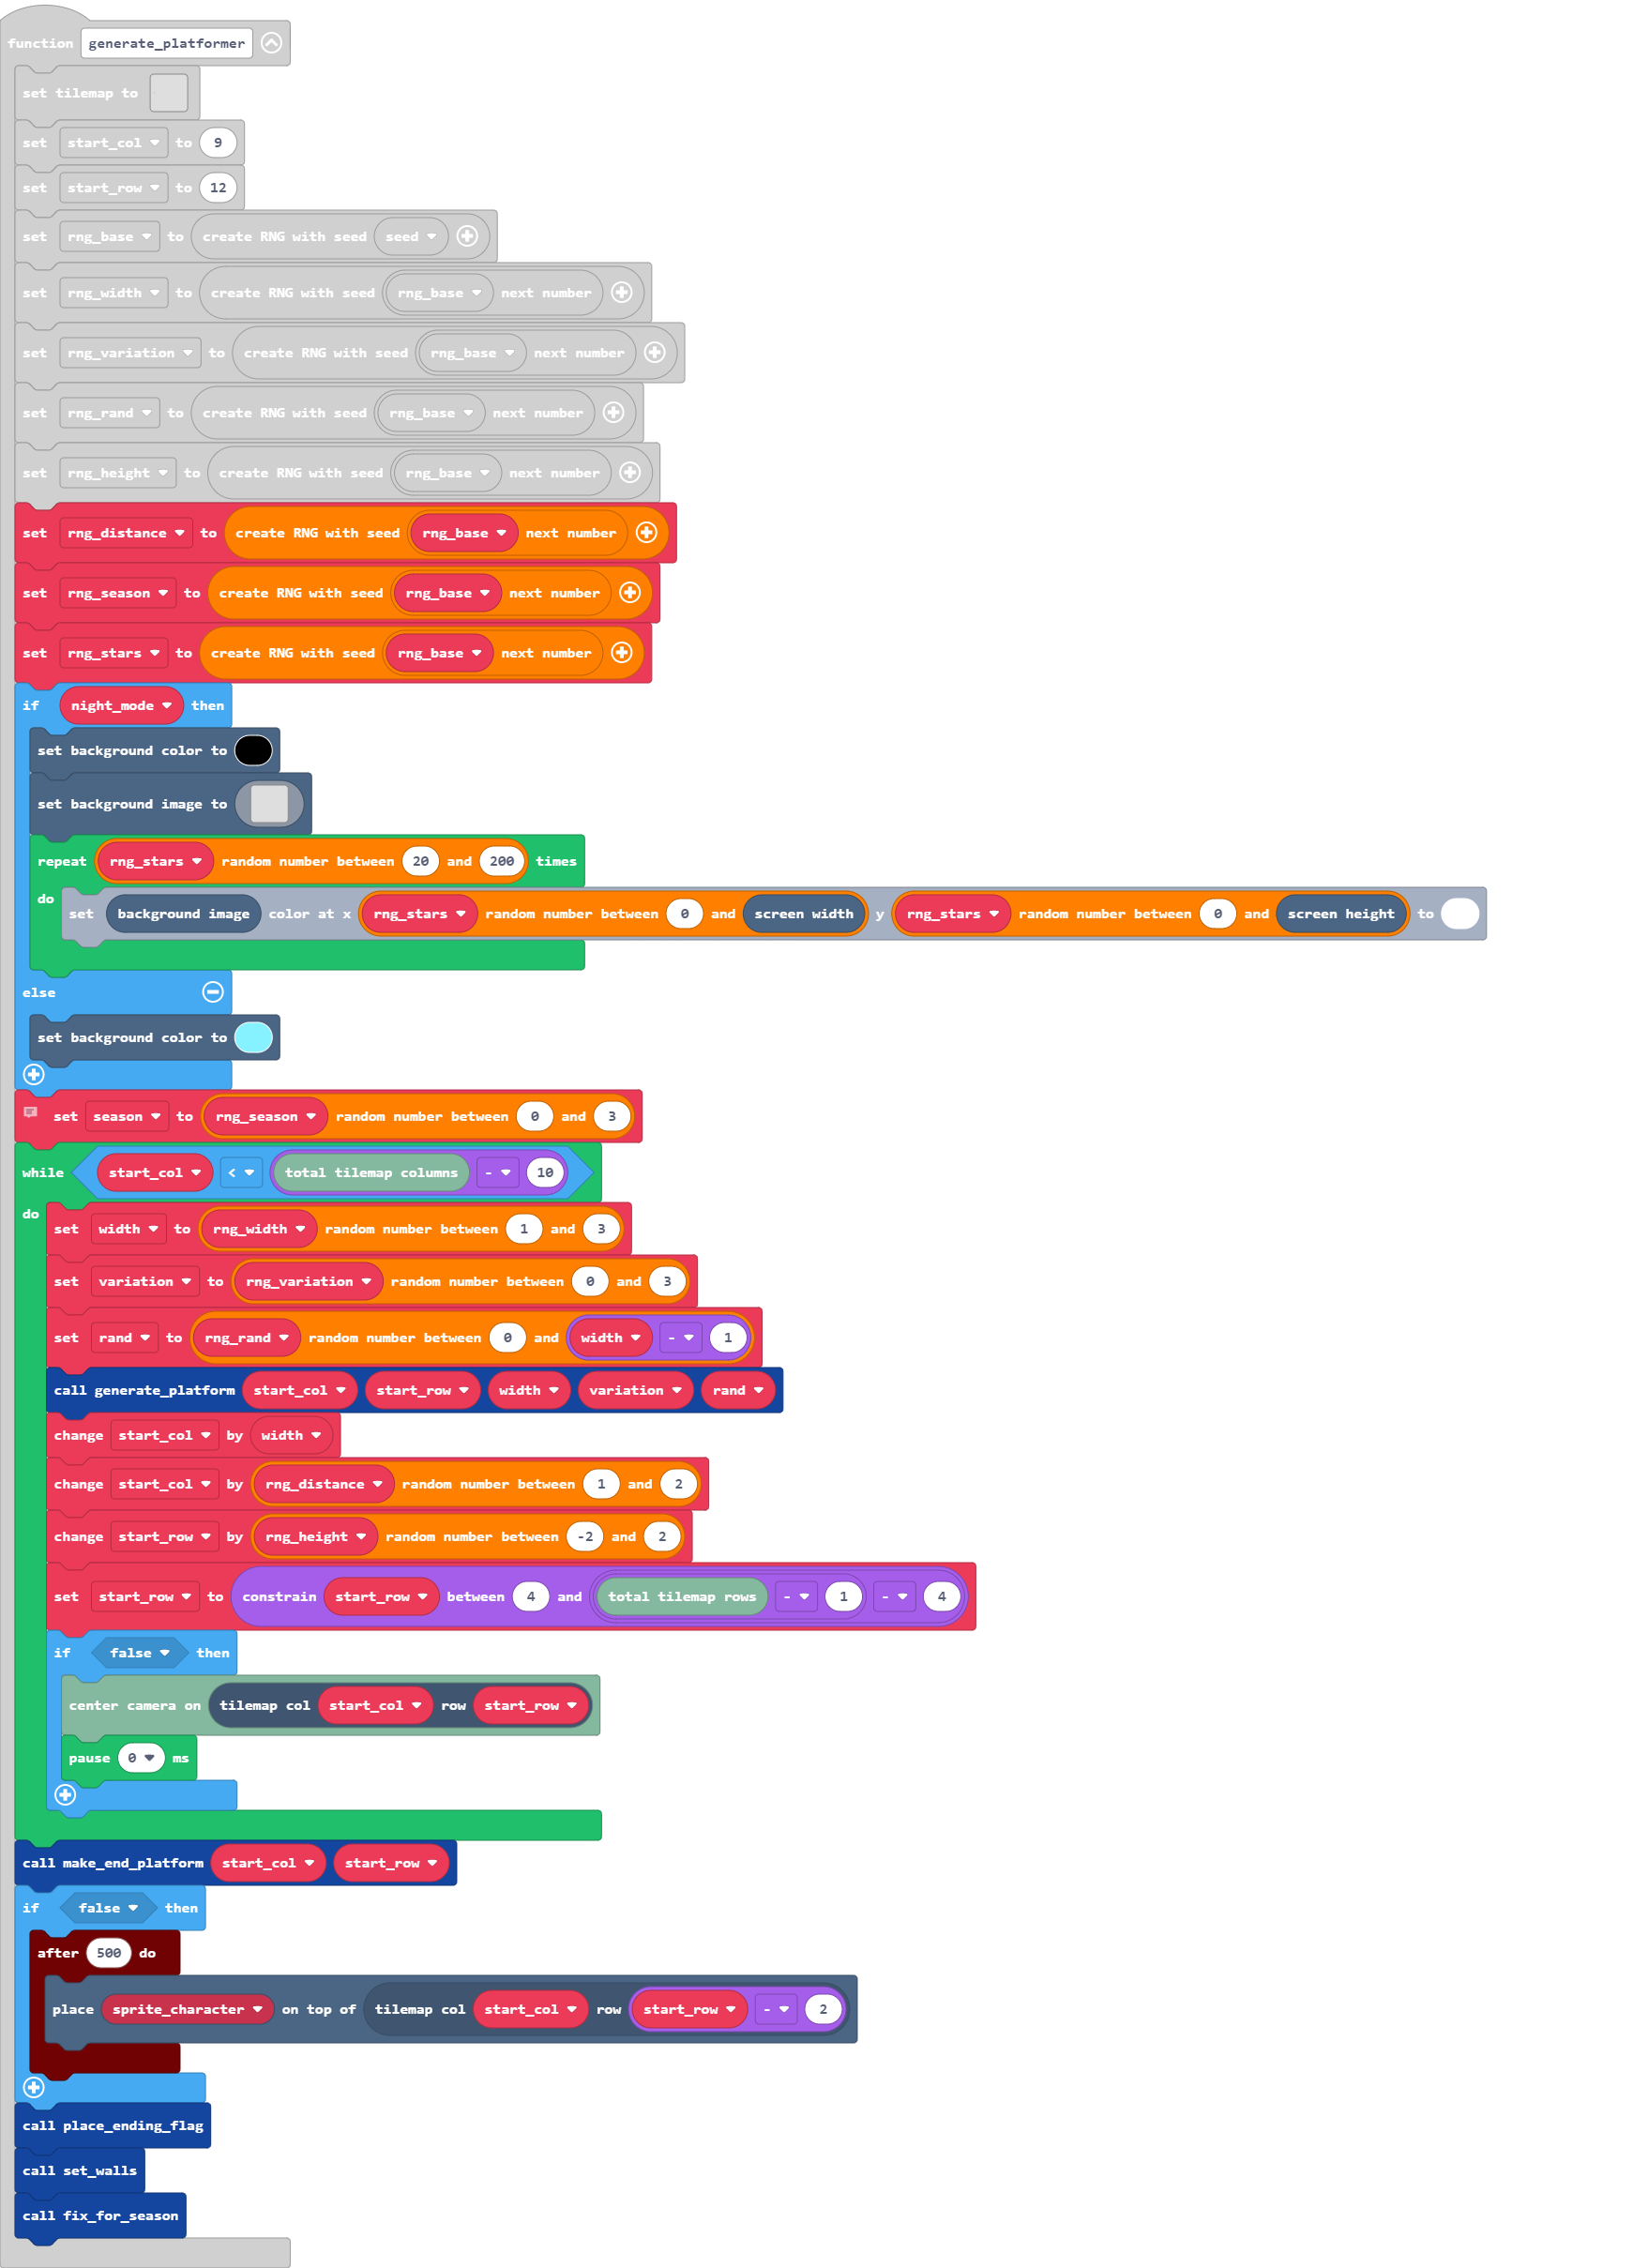 function generate_platformer
set tilemap to
set start_col to 9
set start_row to 12
set rng_base to create RNG with seed seed
set rng_width to create RNG with seed rng_base next number
set rng_variation to create RNG with seed rng_base next number
set rng_rand to create RNG with seed rng_base next number
set rng_height to create RNG with seed rng_base next number
set rng_distance to create RNG with seed rng_base next number
set rng_season to create RNG with seed rng_base next number
set rng_stars to create RNG with seed rng_base next number
if night_mode then
set background color to
set background image to
repeat rng_stars random number between 20 and 200 times
do set background image color at x rng_stars random number between 0 and screen width y rng_stars random number between 0 and screen height to
else
set background color to
set season to rng_season random number between 0 and 3
while start_col < total tilemap columns - 10
do set width to rng_width random number between 1 and 3
set variation to rng_variation random number between 0 and 3
set rand to rng_rand random number between 0 and width - 1
call generate_platform start_col start_row width variation rand
change start_col by width
change start_col by rng_distance random number between 1 and 2
change start_row by rng_height random number between -2 and 2
set start_row to constrain start_row between 4 and total tilemap rows - 1 - 4
if false then
center camera on tilemap col start_col row start_row
pause 0 ms
call make_end_platform start_col start_row
if false then
after 500 do
place sprite_character on top of tilemap col start_col row start_row - 2
call place_ending_flag
call set_walls
call fix_for_season